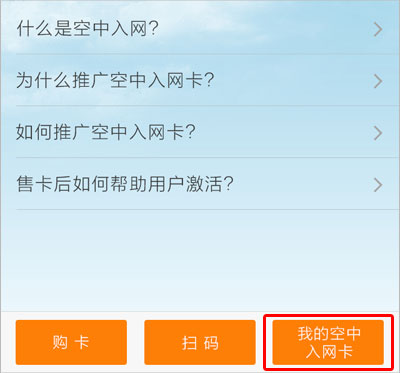 什么是空中入网?
为什么推广空中入网卡?
如何推广空中入网卡?
售卡后如何帮助用户激活?
购 卡
扫 码
我的空中
入网卡